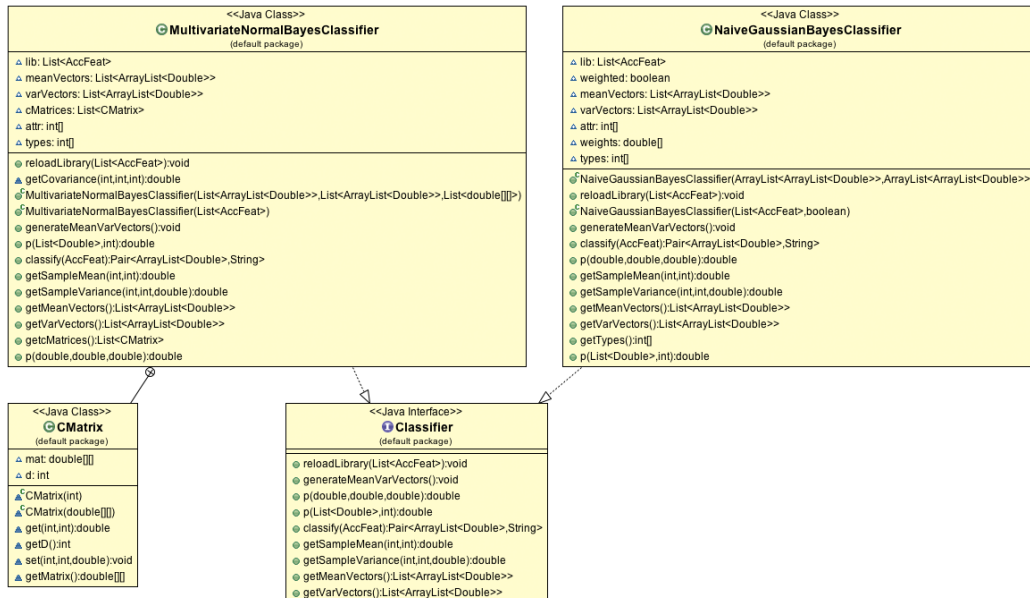 <<Java Class>>
MultivariateNormalBayesClassifier
(default package)
lib: List<AccFeat>
meanVectors: List<ArrayList<Double>>
varVectors: List<ArrayList<Double>>
cMatrices: List<CMatrix>
attr: int[]
types: int[]
reloadLibrary(List<AccFeat>):void
getCovariance(int,int,int):double
MultivariateNormalBayesClassifier(List<ArrayList<Double>>,List<ArrayList<Double>>,List<double[][]>)
MultivariateNormalBayesClassifier(List<AccFeat>)
generateMeanVarVectors():void
p(List<Double>,int):double
classify(AccFeat):Pair<ArrayList<Double>,String>
getSampleMean(int,int):double
getSampleVariance(int,int,double):double
getMeanVectors():List<ArrayList<Double>>
getVarVectors():List<ArrayList<Double>>
getcMatrices():List<CMatrix>
p(double,double,double):double
<<Java Class>>
NaiveGaussianBayesClassifier
(default package)
lib: List<AccFeat>
weighted: boolean
meanVectors: List<ArrayList<Double>>
varVectors: List<ArrayList<Double>>
attr: int[]
weights: double[]
types: int[]
NaiveGaussianBayesClassifier(ArrayList<ArrayList<Double>>,ArrayList<ArrayList<Double>>
reloadLibrary(List<AccFeat>):void
NaiveGaussianBayesClassifier(List<AccFeat>,boolean)
generateMeanVarVectors():void
classify(AccFeat):Pair<ArrayList<Double>,String>
p(double,double,double):double
getSampleMean(int,int):double
getSampleVariance(int,int,double):double
getMeanVectors():List<ArrayList<Double>>
getVarVectors():List<ArrayList<Double>>
getTypes():int[]
p(List<Double>,int):double
<<Java Class>>
CMatrix
(default package)
mat: double[][]
d: int
CMatrix(int)
CMatrix(double[][])
get(int,int):double
getD():int
set(int,int,double):void
getMatrix():double[][]
<<Java Interface>>
Classifier
(default package)
reloadLibrary(List<AccFeat>):void
generateMeanVarVectors():void
p(double,double,double):double
p(List<Double>,int):double
classify(AccFeat):Pair<ArrayList<Double>,String>
getSampleMean(int,int):double
getSampleVariance(int,int,double):double
getMeanVectors():List<ArrayList<Double>>
getVarVectors():List<ArrayList<Double>>